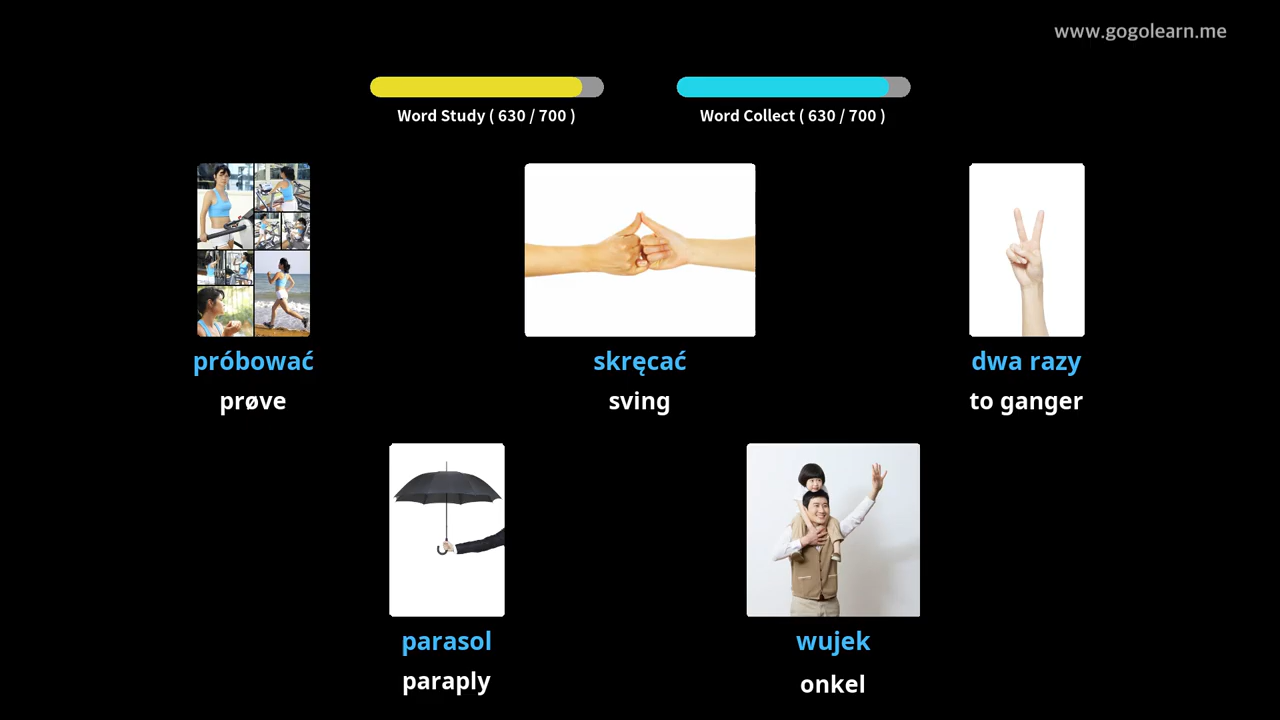 www.gogolearn.me
Word Study ( 630 / 700 )
Word Collect ( 630 / 700 )
próbować
prøve
skręcać
sving
dwa razy
to ganger
parasol
paraply
wujek
onkel